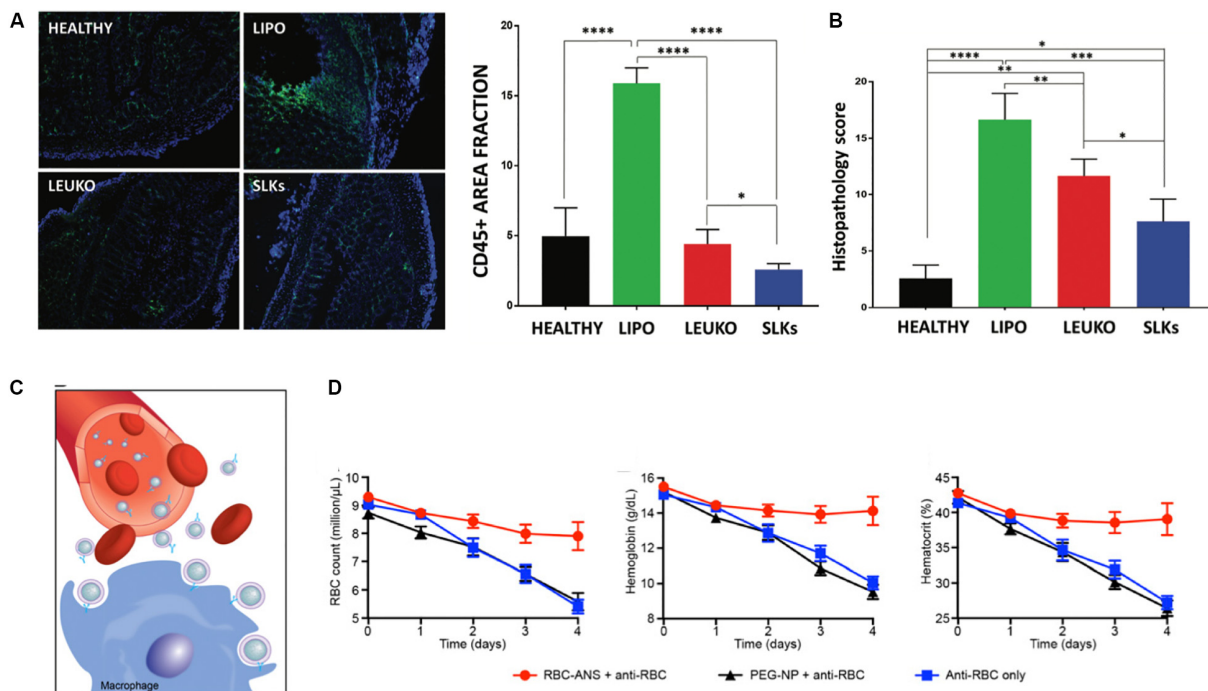 A
HEALTHY
LIPO
LEUKO
SLKs
CD45+ AREA FRACTION
20
15
10
5
0
****
****
****
*
HEALTHY LIPO LEUKO SLKs
B
Histopathology score
20
15
10
5
0
*
****
***
**
**
*
HEALTHY LIPO LEUKO SLKs
C
Macrophage
D
RBC count (million/µL)
10
9
8
7
6
5
0 1 2 3 4
Time (days)
Hemoglobin (g/dL)
16
14
12
10
8
0 1 2 3 4
Time (days)
Hematocrit (%)
45
40
35
30
25
0 1 2 3 4
Time (days)
RBC-ANS + anti-RBC
PEG-NP + anti-RBC
Anti-RBC only